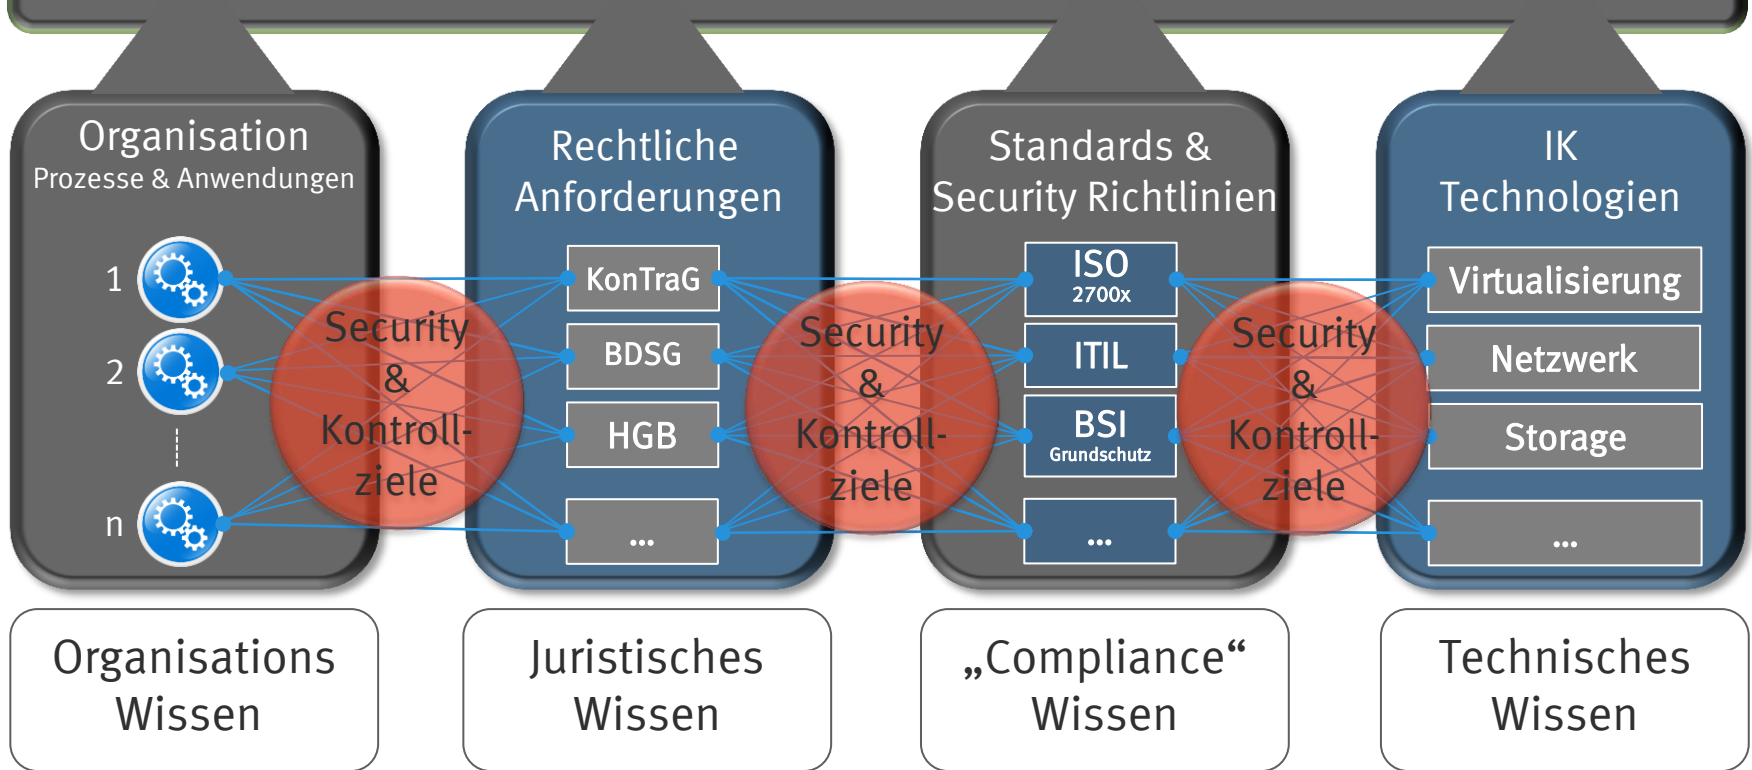 Organisation
Prozesse & Anwendungen
1
2
n
Security
&
Kontroll-
ziele
Rechtliche
Anforderungen
KonTraG
BDSG
HGB
...
Security
&
Kontroll-
ziele
Standards &
Security Richtlinien
ISO
2700x
ITIL
BSI
Grundschutz
...
Security
&
Kontroll-
ziele
IK
Technologien
Virtualisierung
Netzwerk
Storage
...
Organisations
Wissen
Juristisches
Wissen
„Compliance“
Wissen
Technisches
Wissen